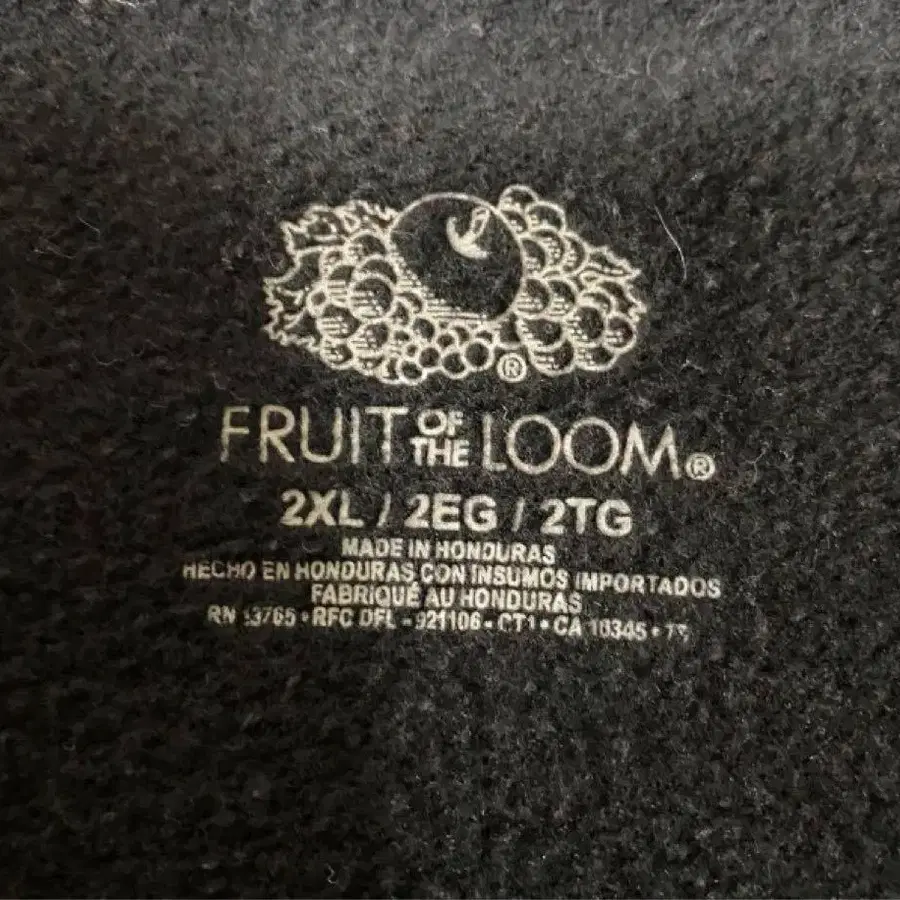 ®
FRUIT OF THE LOOM®
2XL / 2EG / 2TG
MADE IN HONDURAS
HECHO EN HONDURAS CON INSUMOS IMPORTADOS
FABRIQUÉ AU HONDURAS
RN 13765 • RFC DFL - 921106 - CT1 • CA 10345 •